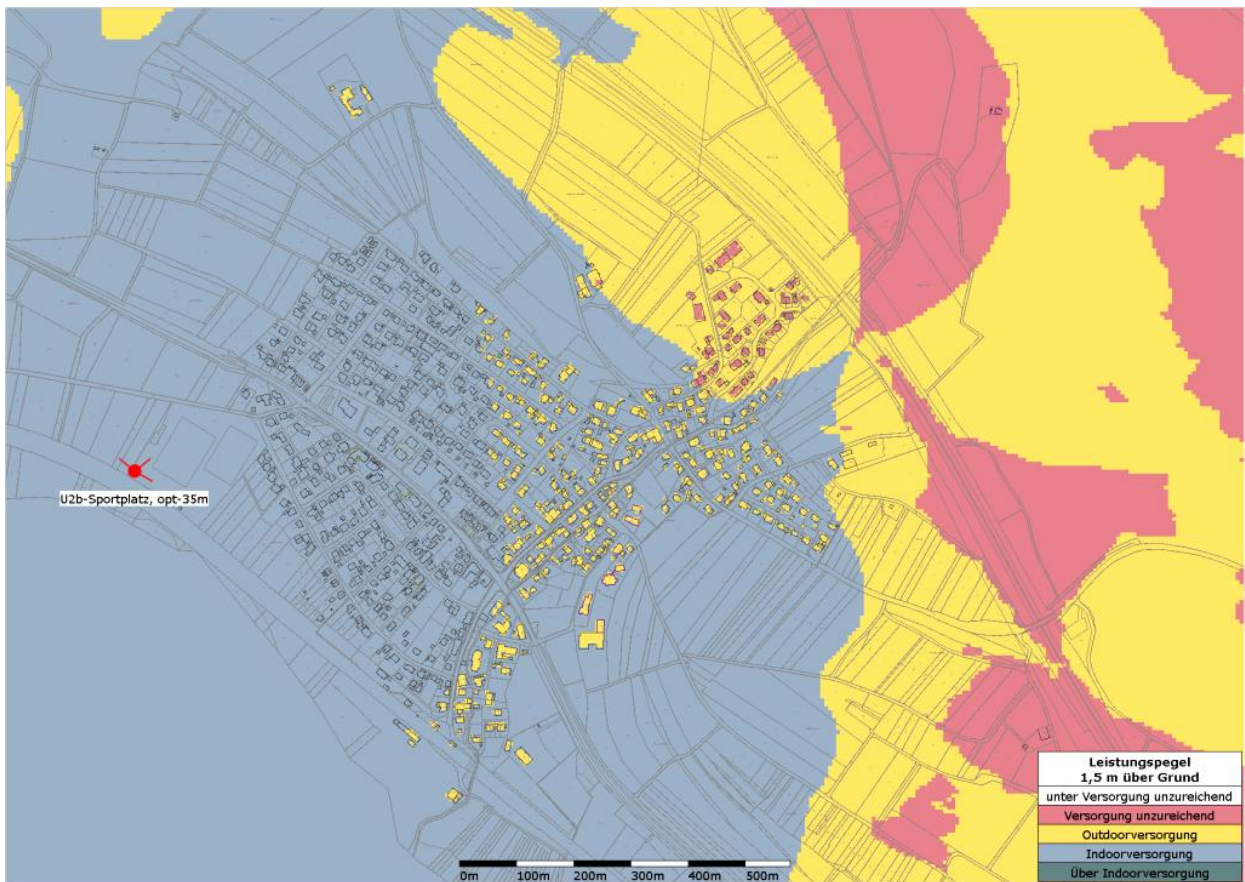 U2b-Sportplatz, opt-35m
Leistungspegel
1,5 m über Grund
unter Versorgung unzureichend
Versorgung unzureichend
Outdoorversorgung
Indoorversorgung
Über Indoorversorgung
0m 100m 200m 300m 400m 500m